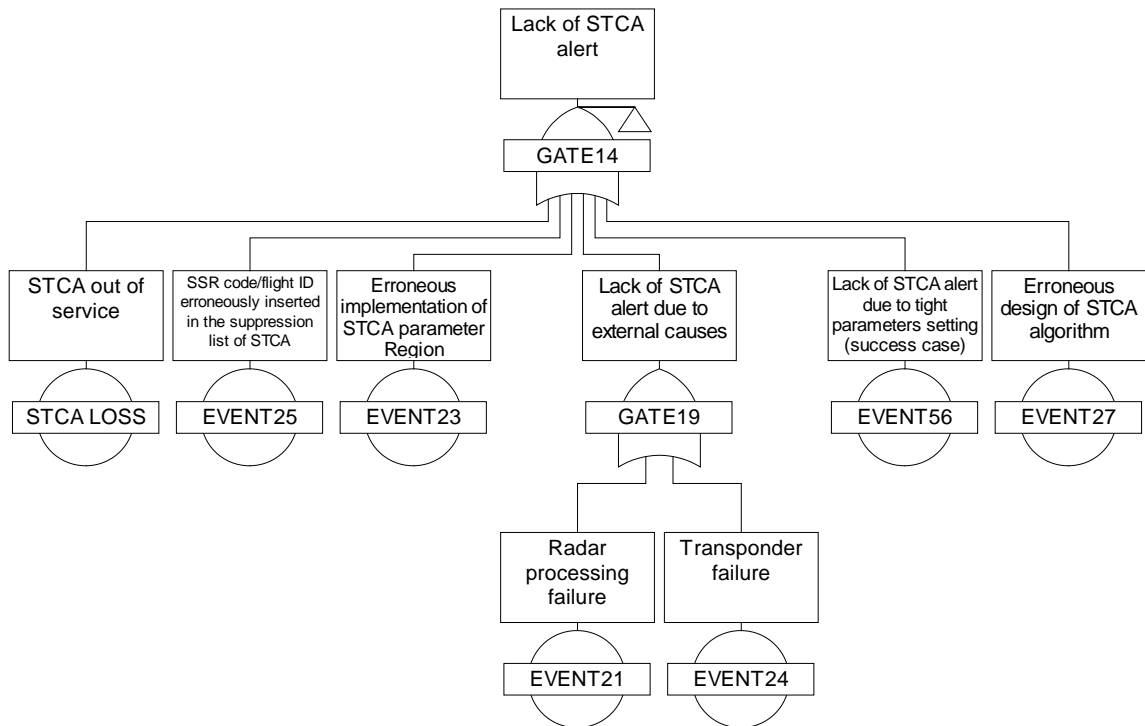 Lack of STCA
alert
GATE14
STCA out of
service
SSR code/flight ID
erroneously inserted
in the suppression
list of STCA
Erroneous
implementation of
STCA parameter
Region
Lack of STCA
alert due to
external causes
Lack of STCA alert
due to tight
parameters setting
(success case)
Erroneous
design of STCA
algorithm
STCA LOSS
EVENT25
EVENT23
GATE19
EVENT56
EVENT27
Radar
processing
failure
Transponder
failure
EVENT21
EVENT24